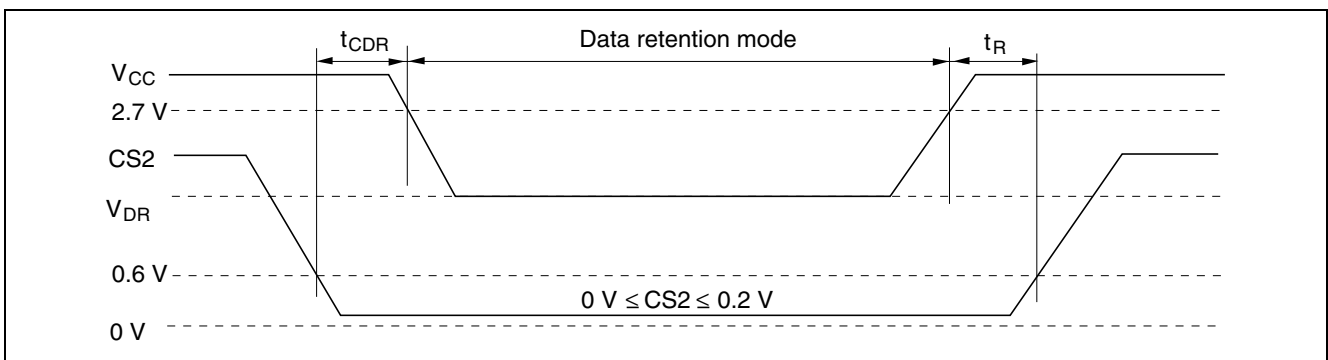 tCDR Data retention mode tR
VCC
2.7 V
CS2
VDR
0.6 V
0 V ≤ CS2 ≤ 0.2 V
0 V